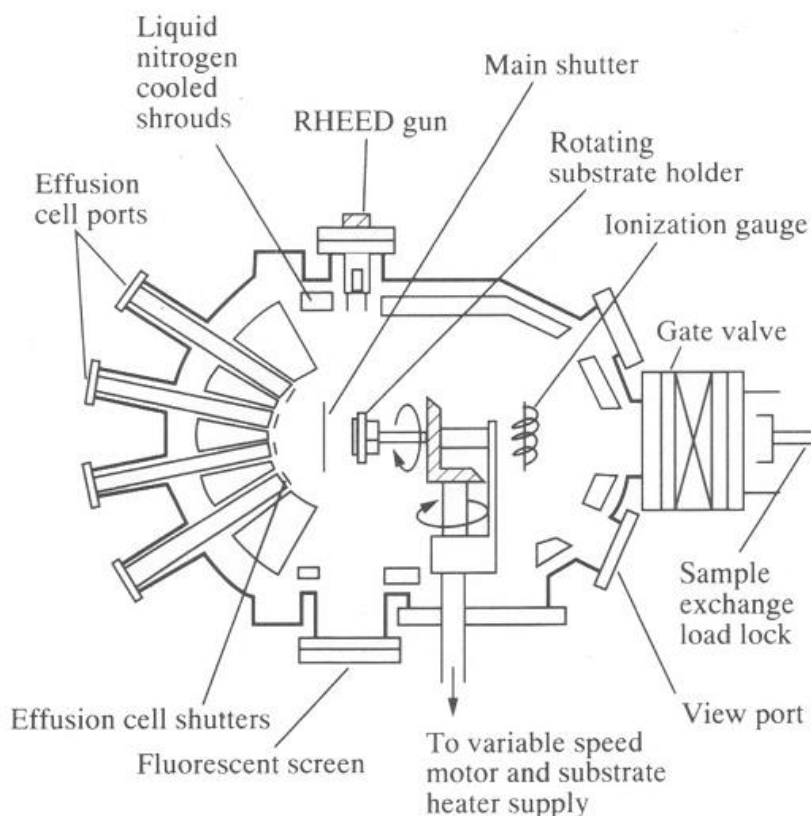 Liquid
nitrogen
cooled
shrouds
Main shutter
RHEED gun
Rotating
substrate holder
Effusion
cell ports
Ionization gauge
Gate valve
Sample
exchange
load lock
View port
Effusion cell shutters
Fluorescent screen
To variable speed
motor and substrate
heater supply